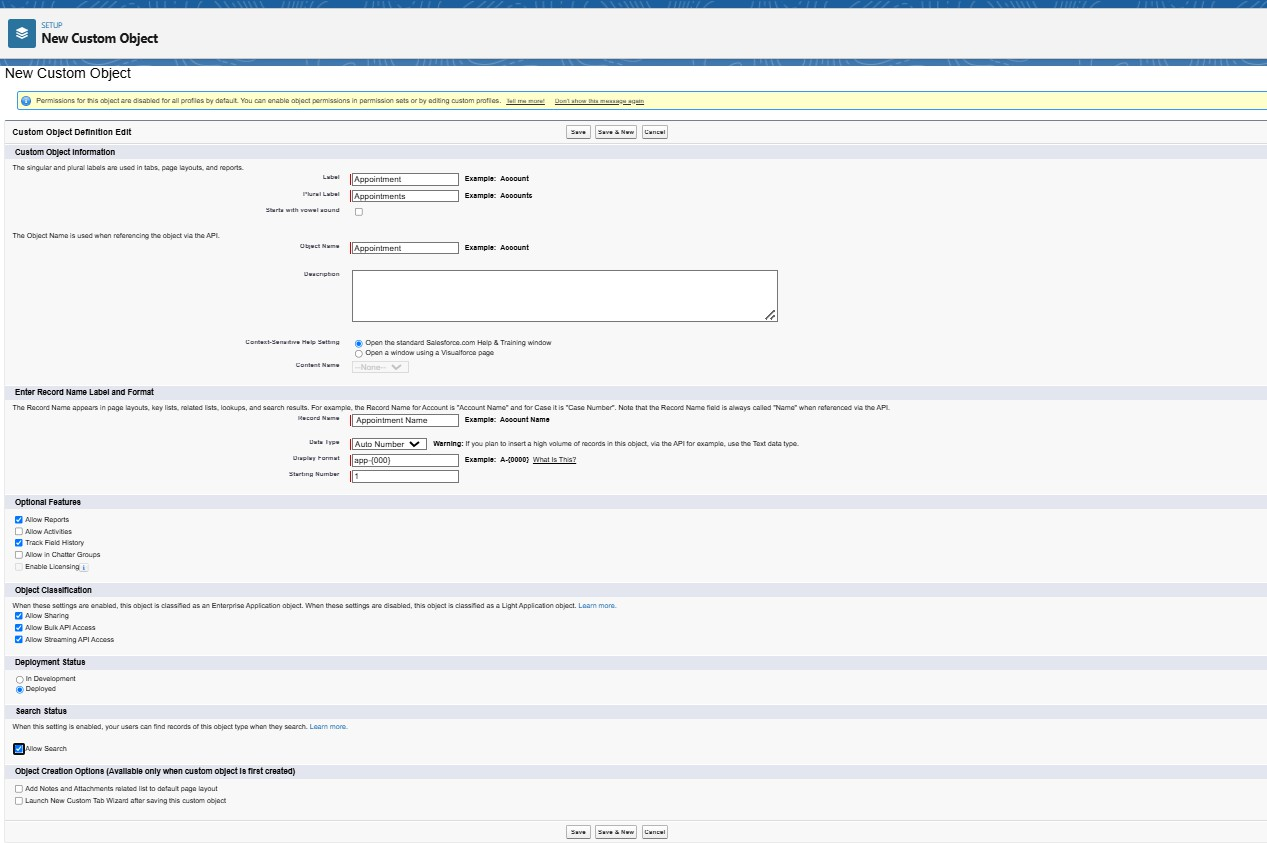 SETUP
New Custom Object
New Custom Object
Permissions for this object are disabled for all profiles by default. You can enable object permissions in permission sets or by editing custom profiles. Tell me more! Don't show this message again
Custom Object Definition Edit Save Save & New Cancel
Custom Object Information
The singular and plural labels are used in tabs, page layouts, and reports.
Label Appointment Example: Account
Plural Label Appointments Example: Accounts
Starts with vowel sound
The Object Name is used when referencing the object via the API.
Object Name Appointment Example: Account
Description
Context-Sensitive Help Setting Open the standard Salesforce.com Help & Training window
Open a window using a Visualforce page
Content Name --None--
Enter Record Name Label and Format
The Record Name appears in page layouts, key lists, related lists, lookups, and search results. For example, the Record Name for Account is "Account Name" and for Case it is "Case Number". Note that the Record Name field is always called "Name" when referenced via the API.
Record Name Appointment Name Example: Account Name
Data Type Auto Number Warning: If you plan to insert a high volume of records in this object, via the API for example, use the Text data type.
Display Format app-{000} Example: A-{0000} What Is This?
Starting Number 1
Optional Features
Allow Reports
Allow Activities
Track Field History
Allow in Chatter Groups
Enable Licensing i
Object Classification
When these settings are enabled, this object is classified as an Enterprise Application object. When these settings are disabled, this object is classified as a Light Application object. Learn more.
Allow Sharing
Allow Bulk API Access
Allow Streaming API Access
Deployment Status
In Development
Deployed
Search Status
When this setting is enabled, your users can find records of this object type when they search. Learn more.
Allow Search
Object Creation Options (Available only when custom object is first created)
Add Notes and Attachments related list to default page layout
Launch New Custom Tab Wizard after saving this custom object
Save Save & New Cancel